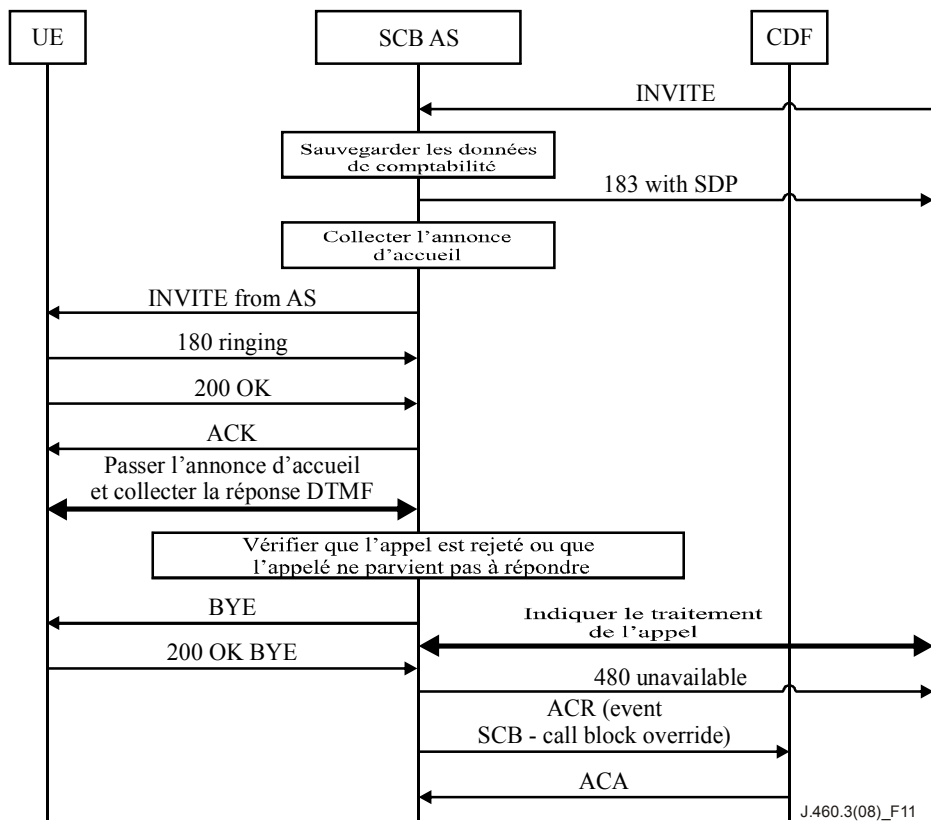 UE
SCB AS
CDF
INVITE
Sauvegarder les données
de comptabilité
183 with SDP
Collecter l'annonce
d'accueil
INVITE from AS
180 ringing
200 OK
ACK
Passer l'annonce d'accueil
et collecter la réponse DTMF
Vérifier que l'appel est rejeté ou que
l'appelé ne parvient pas à répondre
BYE
Indiquer le traitement
de l'appel
200 OK BYE
480 unavailable
ACR (event
SCB - call block override)
ACA
J.460.3(08)_F11